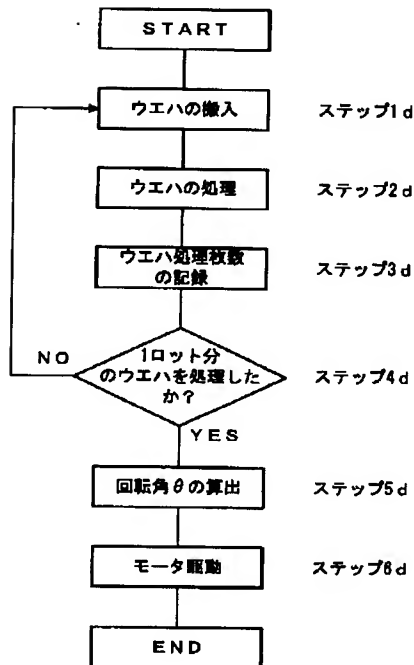 START
ウエハの搬入 ステップ1d
ウエハの処理 ステップ2d
ウエハ処理枚数
の記録 ステップ3d
1ロット分
のウエハを処理した
か？ ステップ4d
NO
YES
回転角θの算出 ステップ5d
モータ駆動 ステップ6d
END